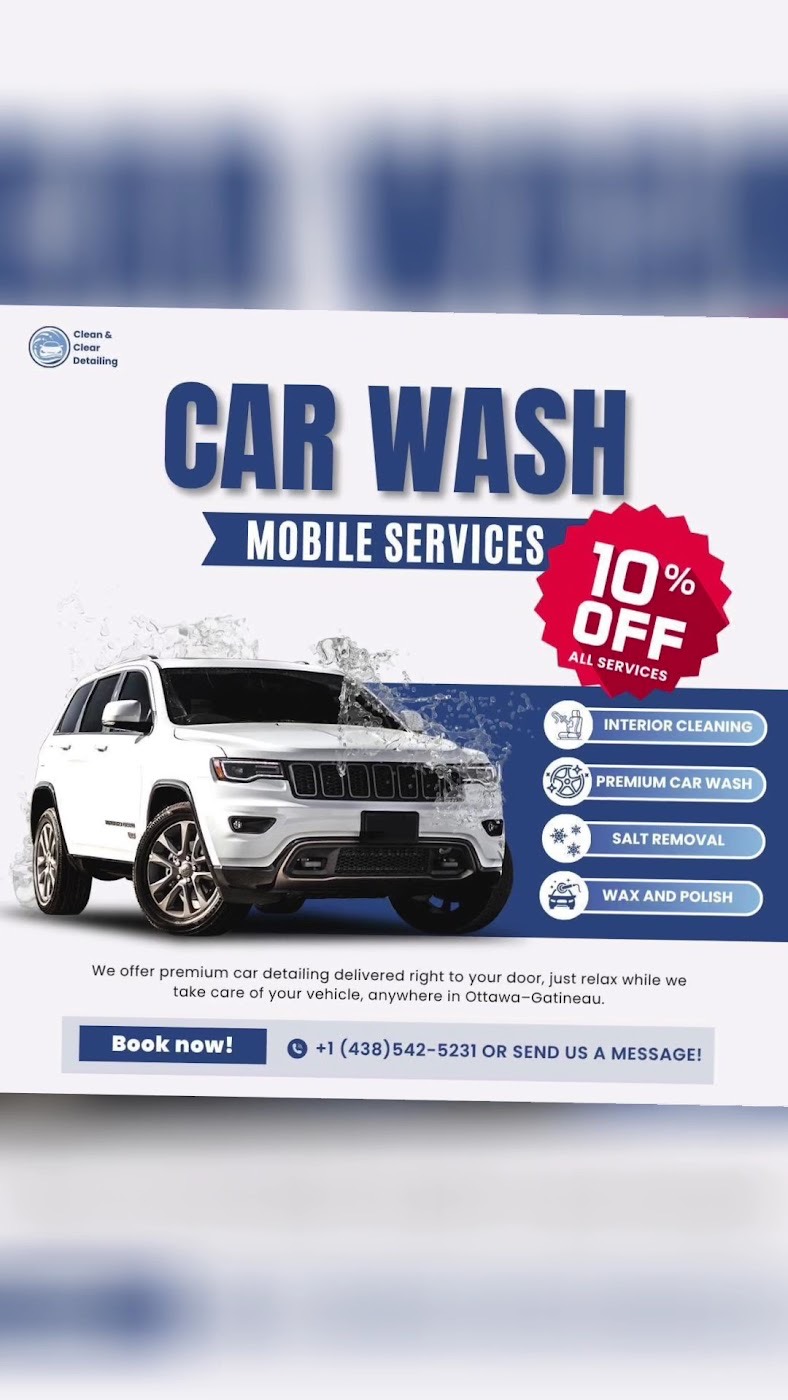 Clean &
Clear
Detailing
CAR WASH
MOBILE SERVICES
10%
OFF
ALL SERVICES
INTERIOR CLEANING
PREMIUM CAR WASH
SALT REMOVAL
WAX AND POLISH
We offer premium car detailing delivered right to your door, just relax while we
take care of your vehicle, anywhere in Ottawa–Gatineau.
Book now!
+1 (438)542-5231 OR SEND US A MESSAGE!